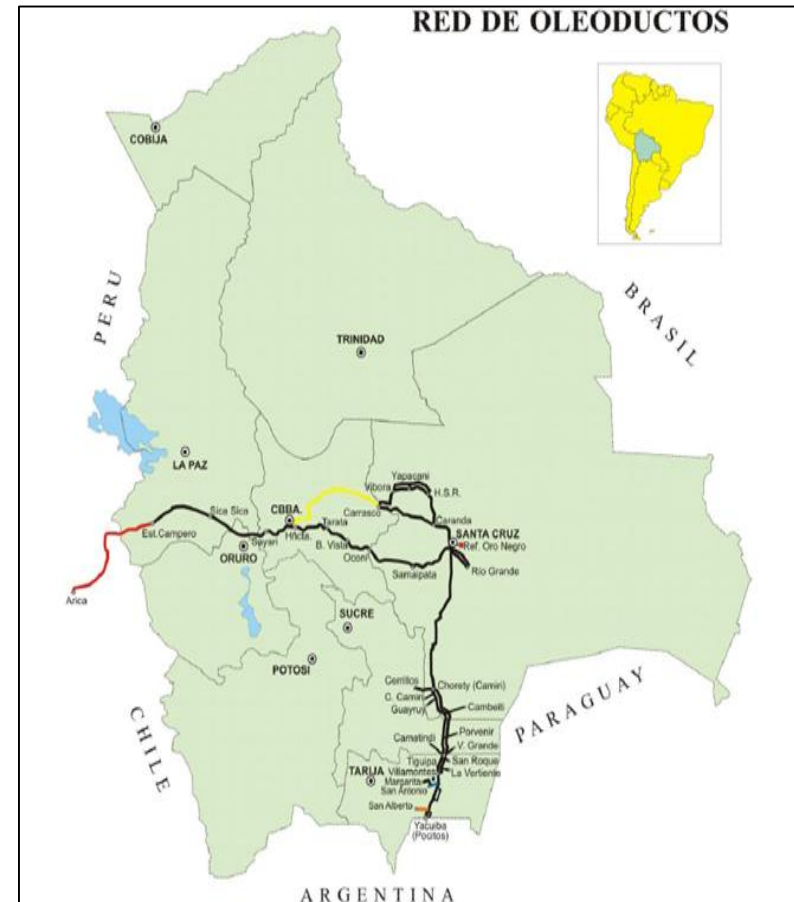 RED DE OLEODUCTOS
COBIJA
PERU
BRASIL
TRINIDAD
LA PAZ
Yapacani
Vibora
H.S.R.
Carrasco
CBBA.
Caranda
Sica Sica
Tarata
SANTA CRUZ
Est.Campero
Sayari
Hncta.
Ref. Oro Negro
ORURO
B. Vista
Oconi
Rio Grande
Samaipata
Arica
SUCRE
POTOSI
Cerrillos
Chorety (Camiri)
C. Camiri
Guayruy
Cambeiti
PARAGUAY
CHILE
Camatindi
Porvenir
V. Grande
Tiguipa
San Roque
TARIJA
Villamontes
La Vertiente
Margarita
San Antonio
San Alberto
Yacuiba
(Pocitos)
ARGENTINA